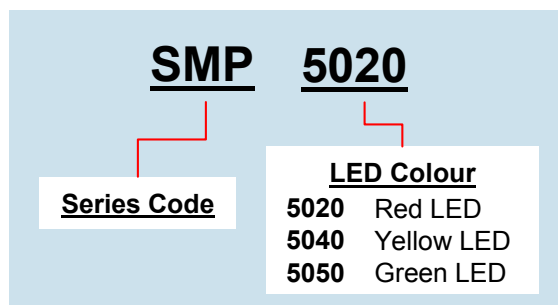 SMP 5020
Series Code
LED Colour
5020 Red LED
5040 Yellow LED
5050 Green LED